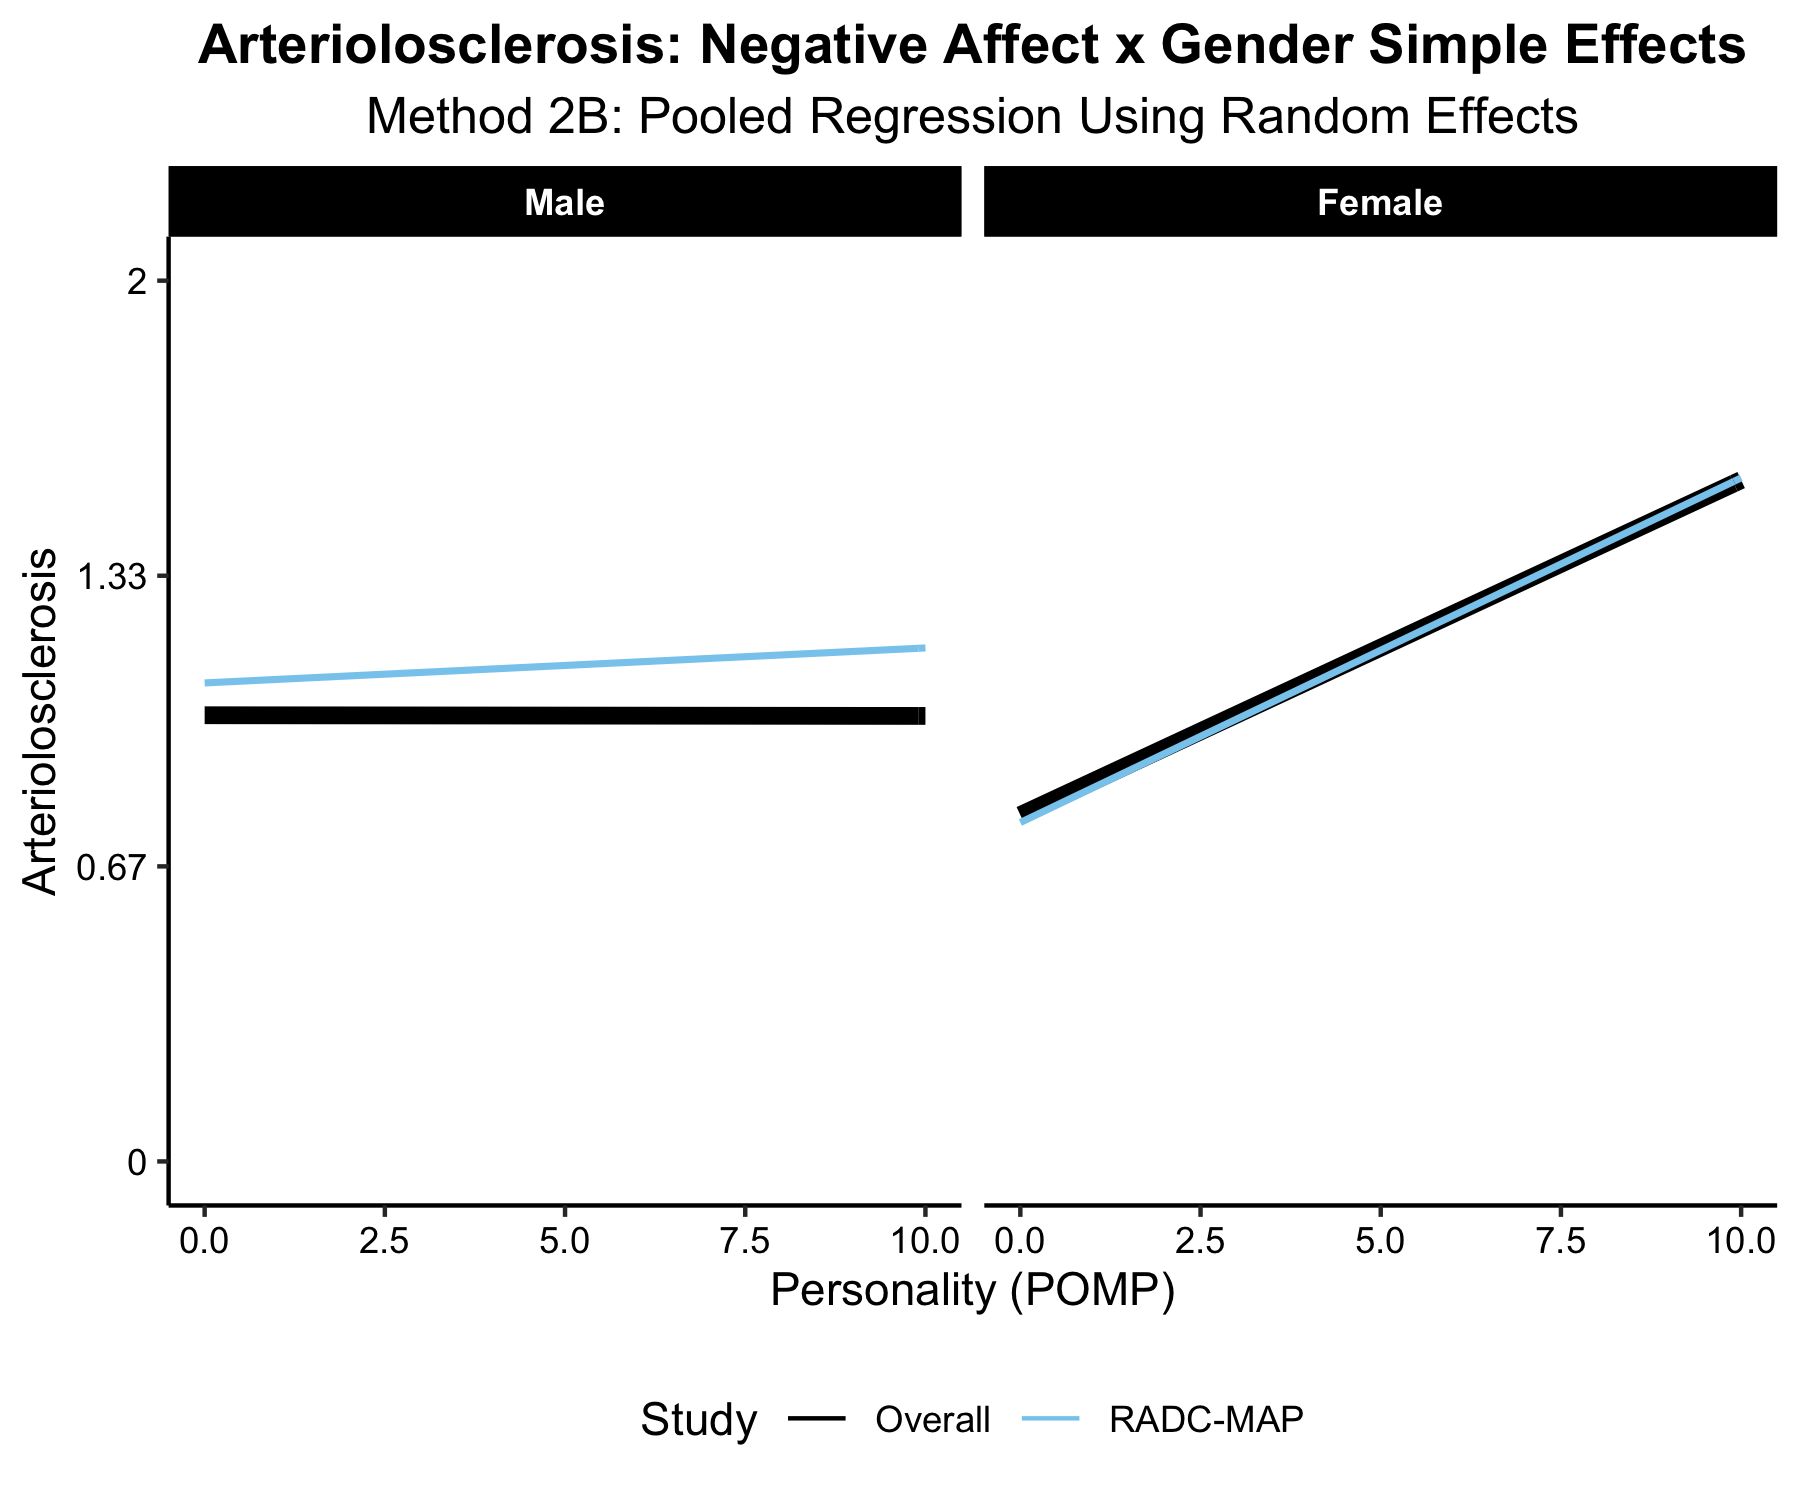 Arteriolosclerosis: Negative Affect x Gender Simple Effects
Method 2B: Pooled Regression Using Random Effects
Male
Female
Arteriolosclerosis
2
1.33
0.67
0
0.0 2.5 5.0 7.5 10.0
0.0 2.5 5.0 7.5 10.0
Personality (POMP)
Study Overall RADC-MAP